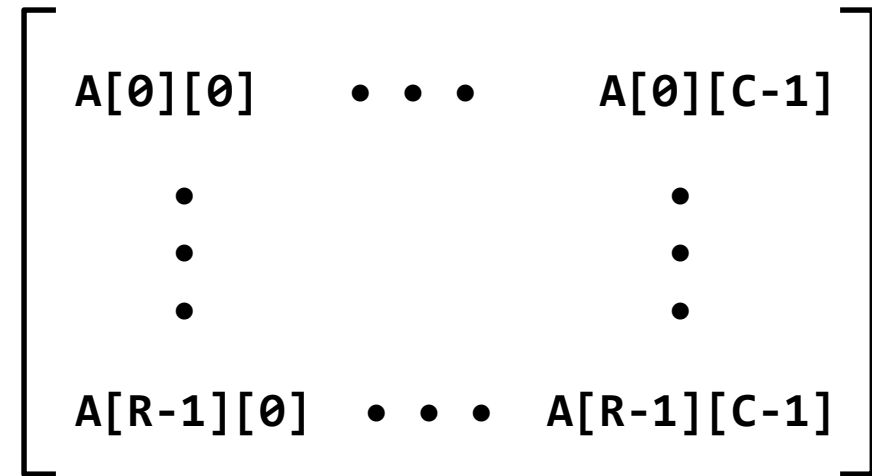 A[0][0] • • • A[0][C-1]
• •
• •
• •
A[R-1][0] • • • A[R-1][C-1]